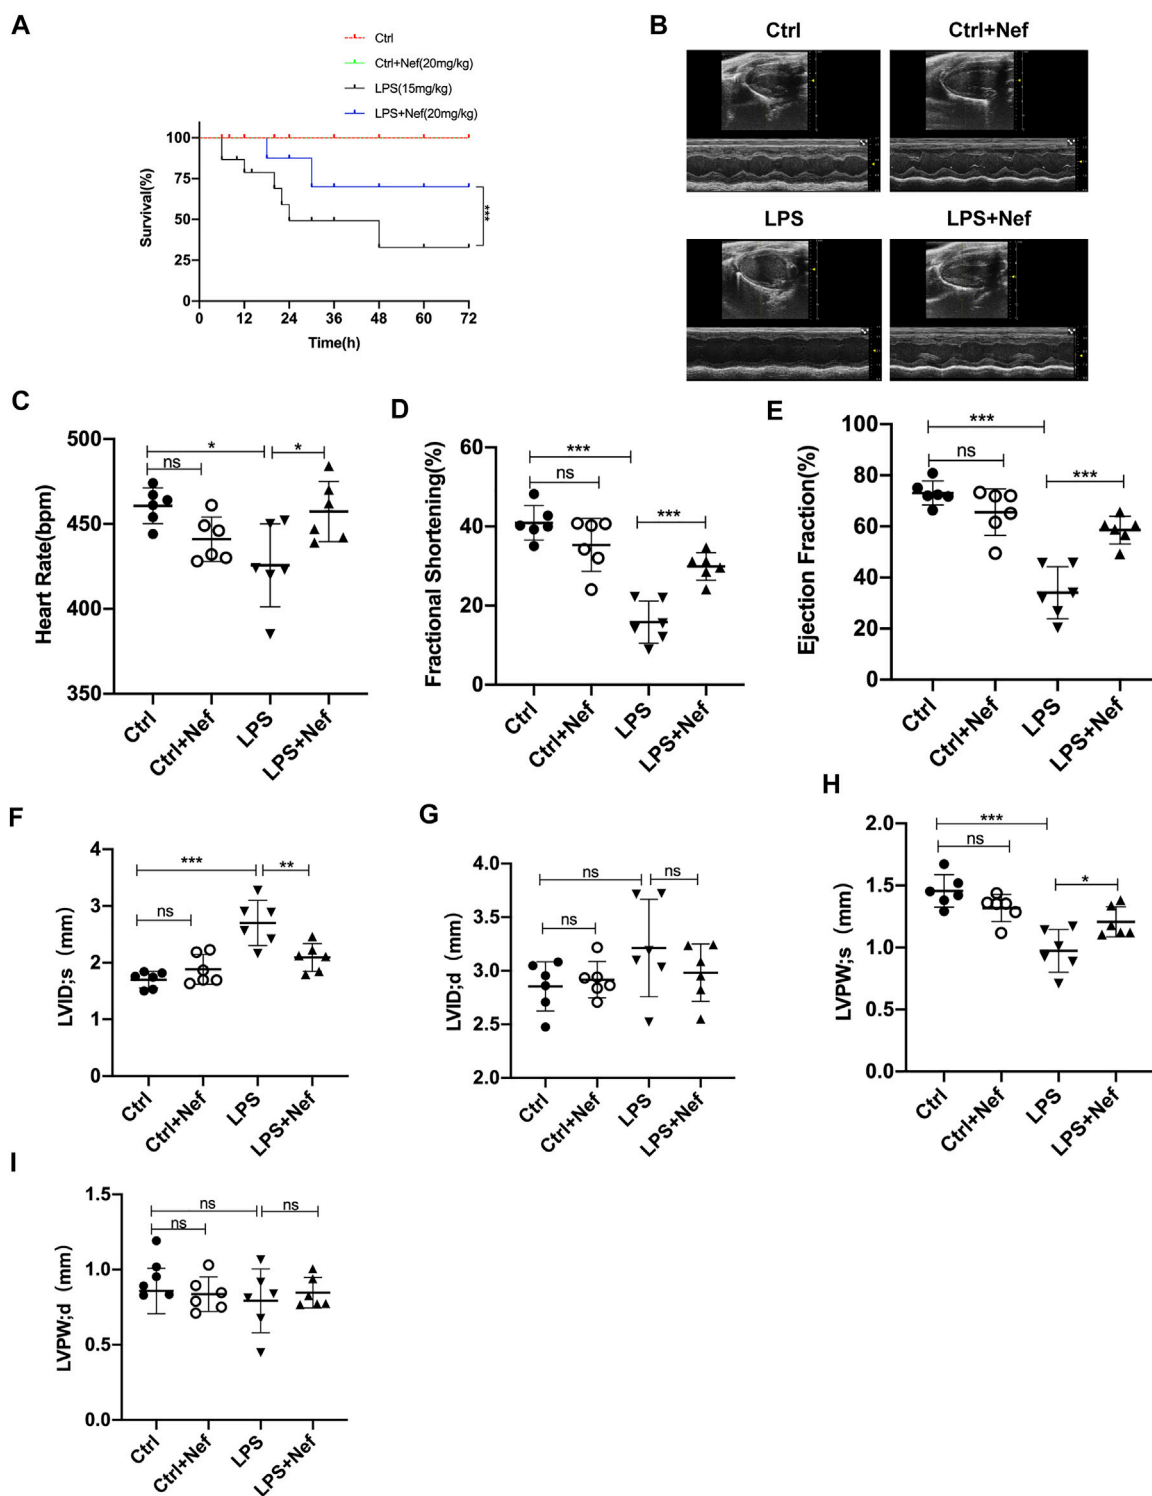 A
Ctrl
Ctrl+Nef(20mg/kg)
LPS(15mg/kg)
LPS+Nef(20mg/kg)
Survival(%)
100
75
50
25
0
***
0 12 24 36 48 60 72
Time(h)
B
Ctrl
Ctrl+Nef
LPS
LPS+Nef
C
Heart Rate(bpm)
500
450
400
350
*
*
ns
Ctrl
Ctrl+Nef
LPS
LPS+Nef
D
Fractional Shortening(%)
60
40
20
0
***
ns
***
Ctrl
Ctrl+Nef
LPS
LPS+Nef
E
Ejection Fraction(%)
100
80
60
40
20
0
***
ns
***
Ctrl
Ctrl+Nef
LPS
LPS+Nef
F
LVID;s (mm)
4
3
2
1
0
***
**
ns
Ctrl
Ctrl+Nef
LPS
LPS+Nef
G
LVID;d (mm)
4.0
3.5
3.0
2.5
2.0
ns
ns
ns
Ctrl
Ctrl+Nef
LPS
LPS+Nef
H
LVPW;s (mm)
2.0
1.5
1.0
0.5
0.0
***
ns
*
Ctrl
Ctrl+Nef
LPS
LPS+Nef
I
LVPW;d (mm)
1.5
1.0
0.5
0.0
ns
ns
ns
Ctrl
Ctrl+Nef
LPS
LPS+Nef